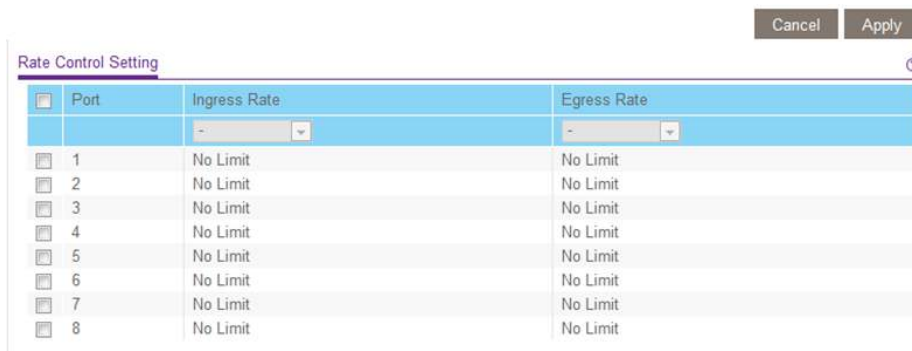 Cancel Apply
Rate Control Setting
Port Ingress Rate Egress Rate
- -
1 No Limit No Limit
2 No Limit No Limit
3 No Limit No Limit
4 No Limit No Limit
5 No Limit No Limit
6 No Limit No Limit
7 No Limit No Limit
8 No Limit No Limit